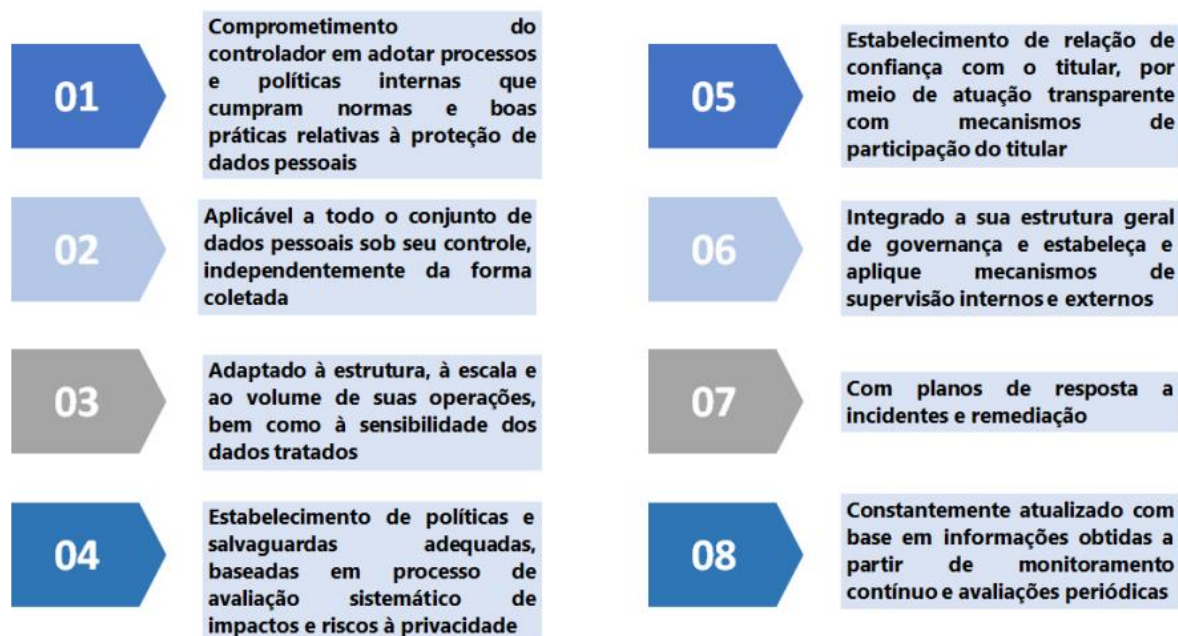 01
Comprometimento do
controlador em adotar processos
e políticas internas que
cumpram normas e boas
práticas relativas à proteção de
dados pessoais
02
Aplicável a todo o conjunto de
dados pessoais sob seu controle,
independentemente da forma
coletada
03
Adaptado à estrutura, à escala e
ao volume de suas operações,
bem como à sensibilidade dos
dados tratados
04
Estabelecimento de políticas e
salvaguardas adequadas,
baseadas em processo de
avaliação sistemático de
impactos e riscos à privacidade
05
Estabelecimento de relação de
confiança com o titular, por
meio de atuação transparente
com mecanismos de
participação do titular
06
Integrado a sua estrutura geral
de governança e estabeleça e
aplique mecanismos de
supervisão internos e externos
07
Com planos de resposta a
incidentes e remediação
08
Constantemente atualizado com
base em informações obtidas a
partir de monitoramento
contínuo e avaliações periódicas